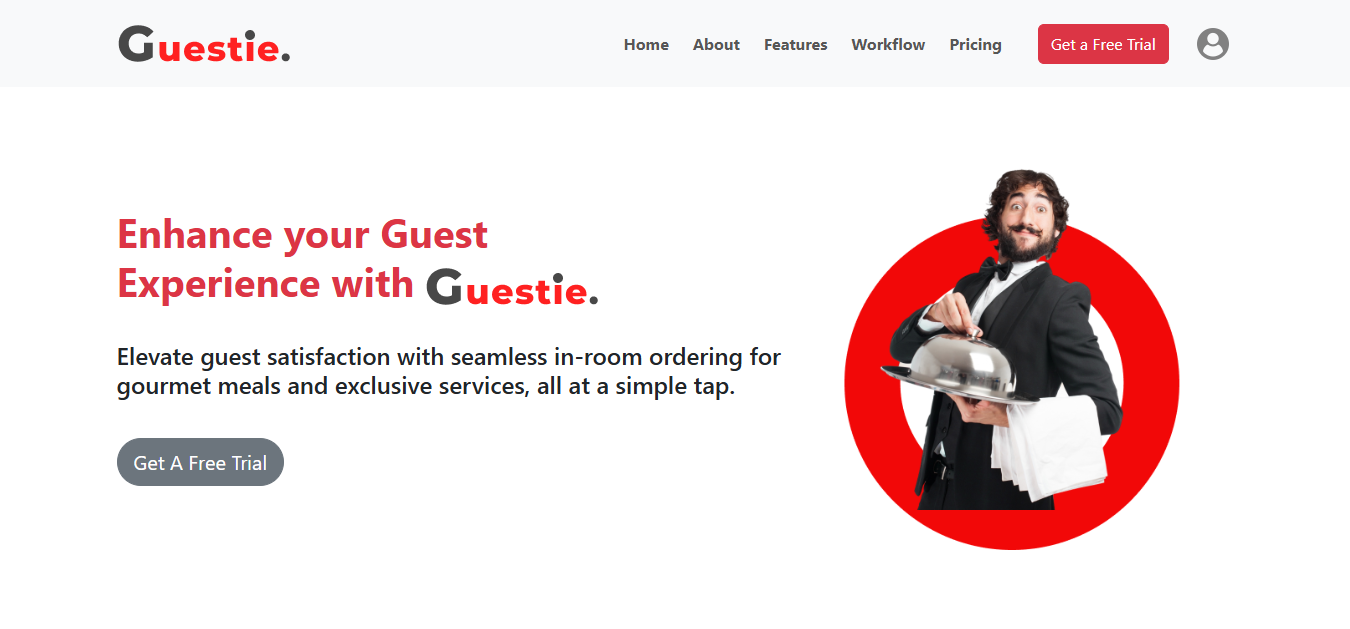 Guestie.
Home About Features Workflow Pricing Get a Free Trial
Enhance your Guest
Experience with Guestie.
Elevate guest satisfaction with seamless in-room ordering for
gourmet meals and exclusive services, all at a simple tap.
Get A Free Trial